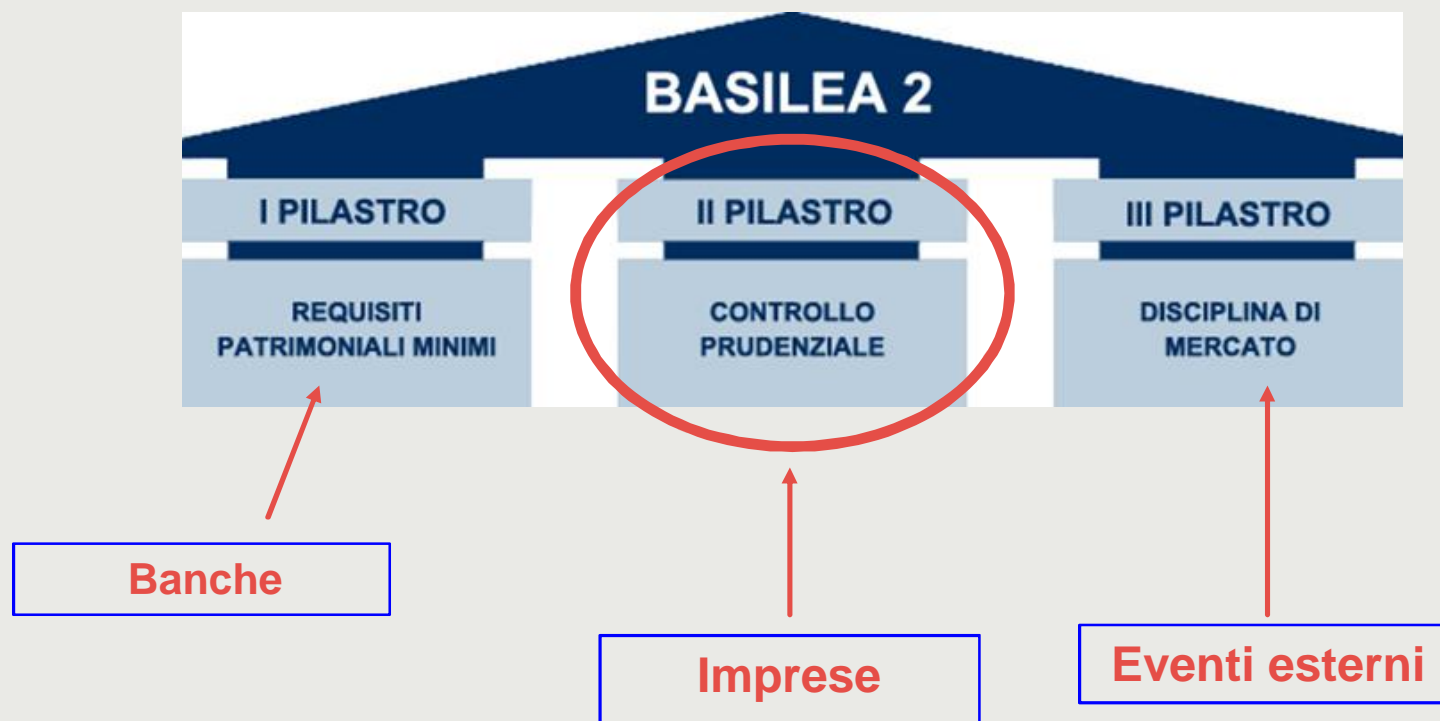 BASILEA 2
I PILASTRO
II PILASTRO
III PILASTRO
REQUISITI
PATRIMONIALI MINIMI
CONTROLLO
PRUDENZIALE
DISCIPLINA DI
MERCATO
Banche
Imprese
Eventi esterni